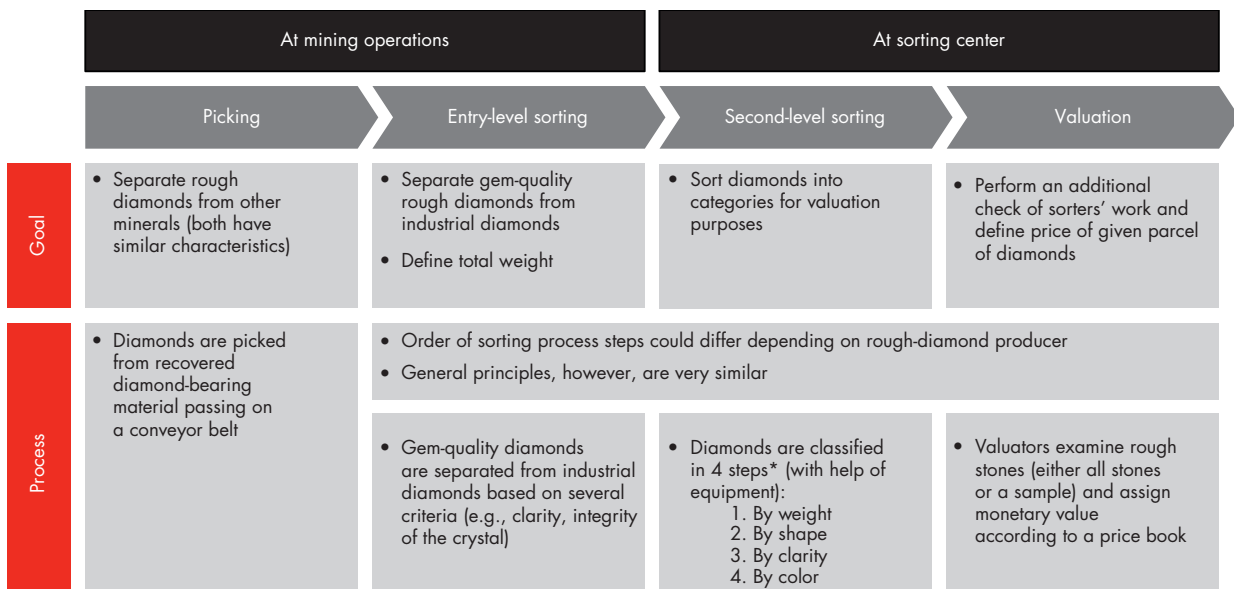 At mining operations
At sorting center
Picking
Entry-level sorting
Second-level sorting
Valuation
Goal
• Separate rough
diamonds from other
minerals (both have
similar characteristics)
• Separate gem-quality
rough diamonds from
industrial diamonds
• Define total weight
• Sort diamonds into
categories for valuation
purposes
• Perform an additional
check of sorters’ work and
define price of given parcel
of diamonds
Process
• Diamonds are picked
from recovered
diamond-bearing
material passing on
a conveyor belt
• Order of sorting process steps could differ depending on rough-diamond producer
• General principles, however, are very similar
• Gem-quality diamonds
are separated from industrial
diamonds based on several
criteria (e.g., clarity, integrity
of the crystal)
• Diamonds are classified
in 4 steps* (with help of
equipment):
1. By weight
2. By shape
3. By clarity
4. By color
• Valuators examine rough
stones (either all stones
or a sample) and assign
monetary value
according to a price book